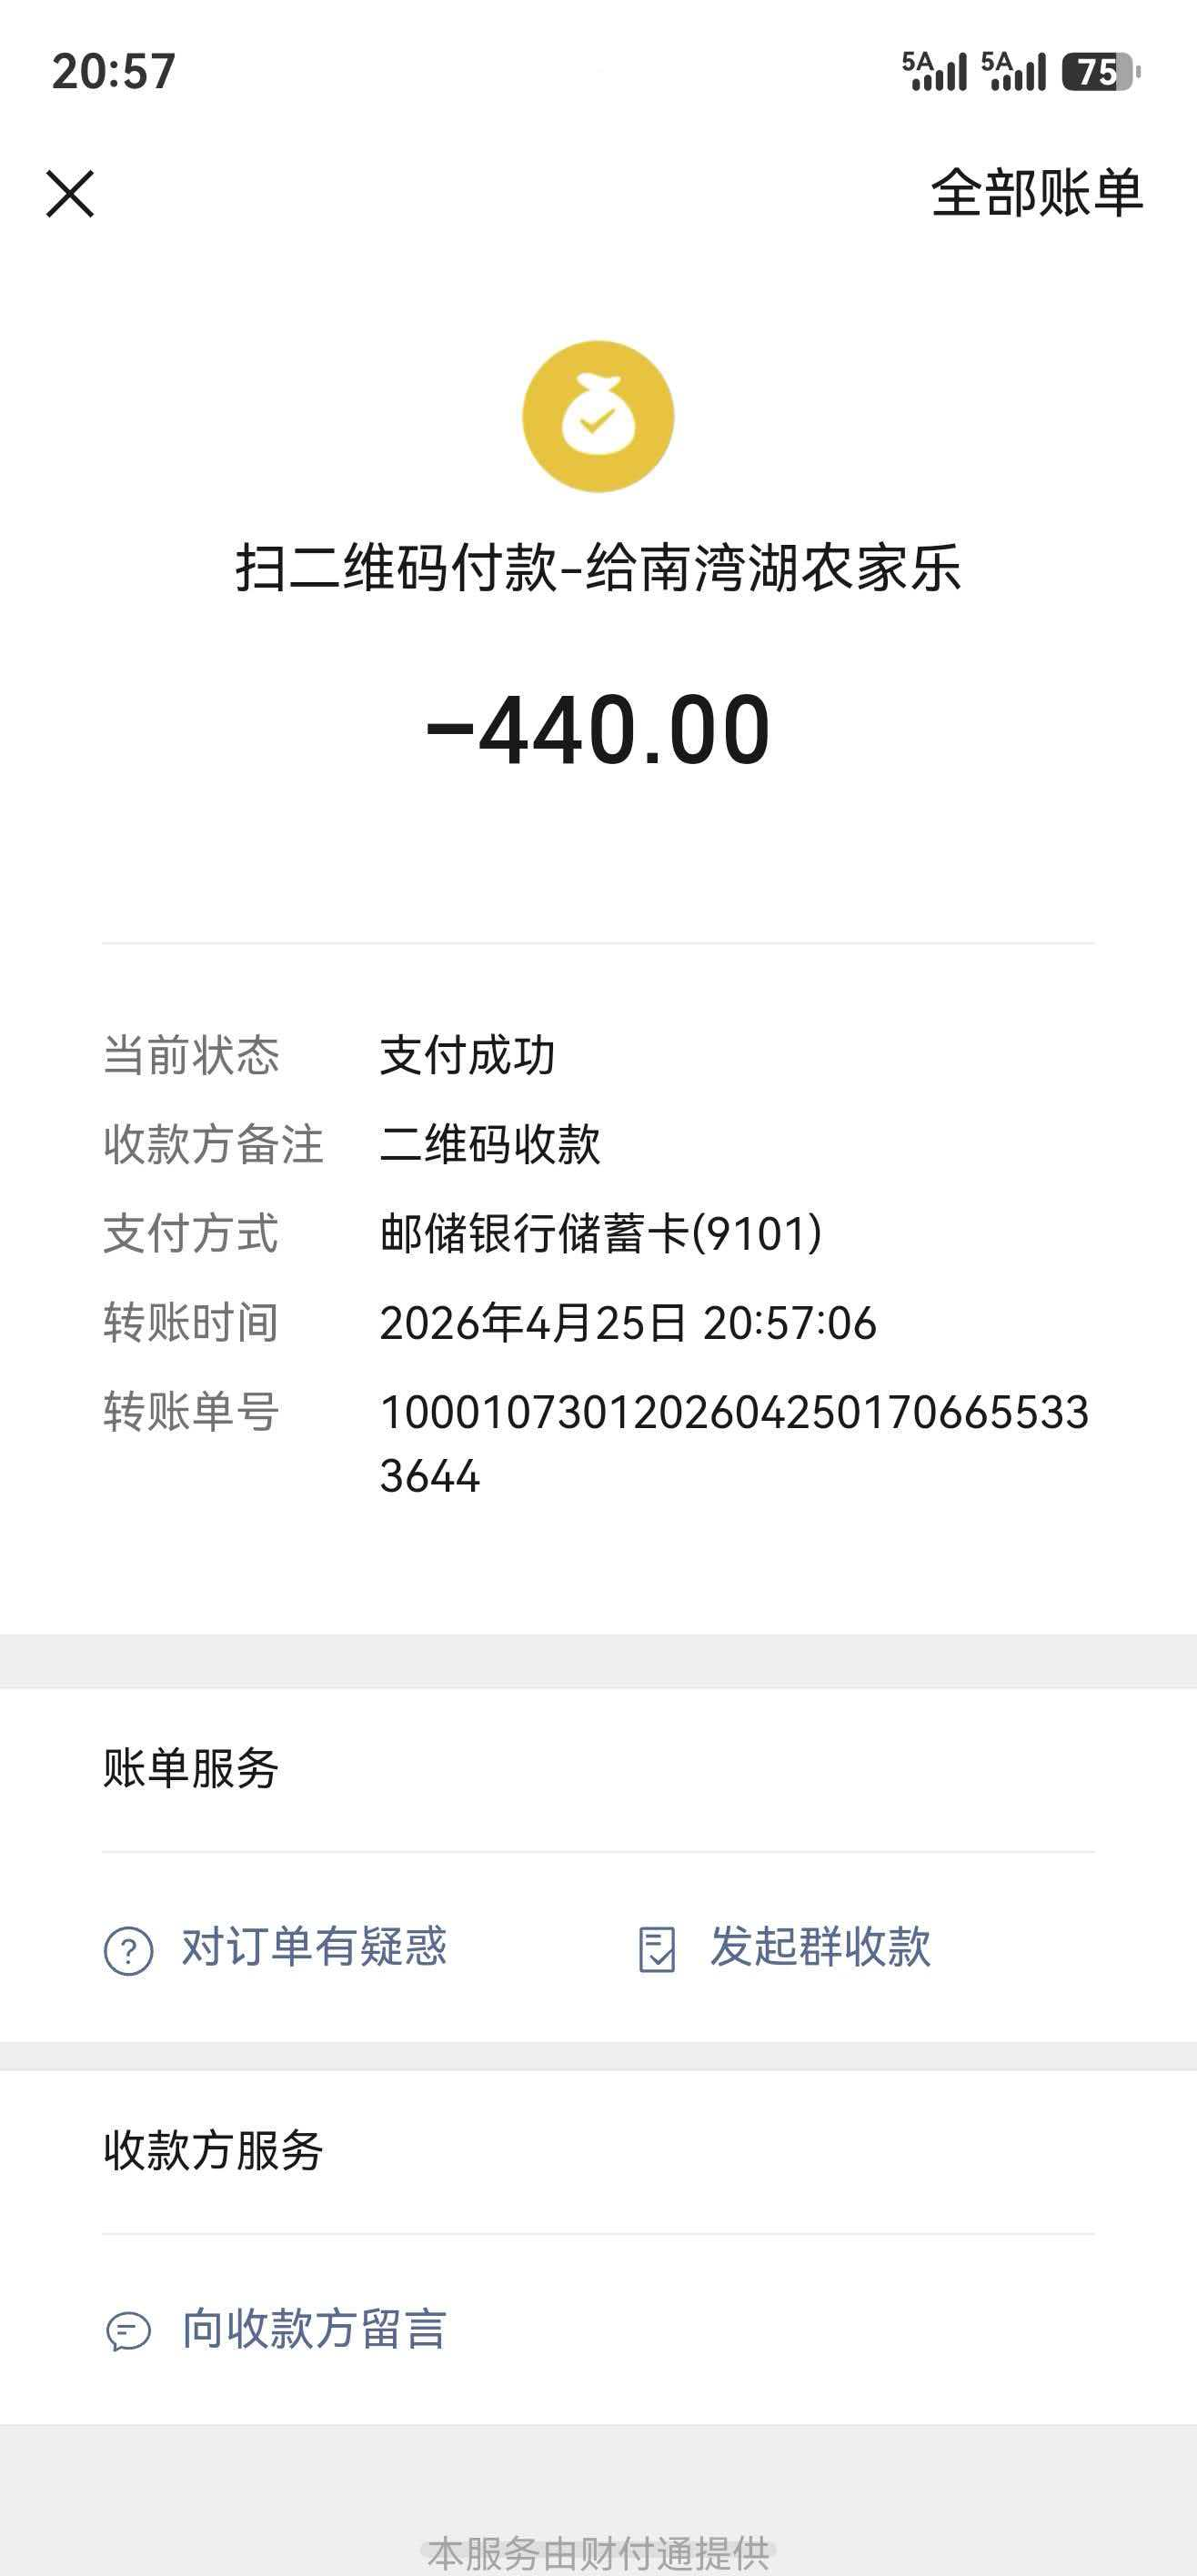 20:57
5A 5A 75
全部账单
扫二维码付款-给南湾湖农家乐
-440.00
当前状态 支付成功
收款方备注 二维码收款
支付方式 邮储银行储蓄卡(9101)
转账时间 2026年4月25日 20:57:06
转账单号 1000107301202604250170665533
3644
账单服务
对订单有疑惑 发起群收款
收款方服务
向收款方留言
本服务由财付通提供